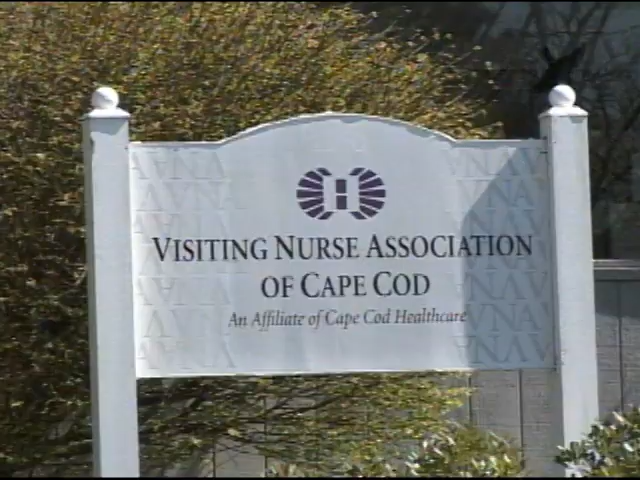 VISITING NURSE ASSOCIATION
OF CAPE COD
An Affiliate of Cape Cod Healthcare